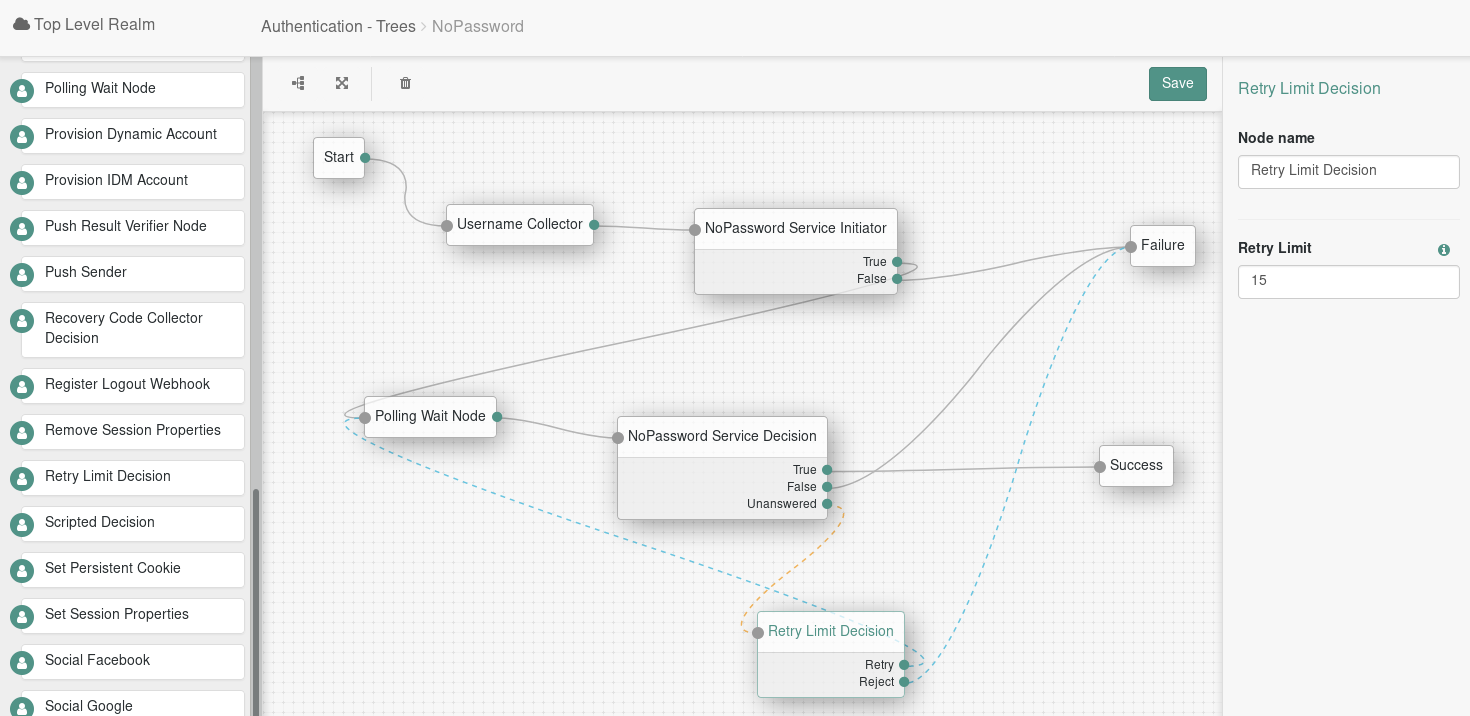 Top Level Realm
Authentication - Trees > NoPassword
Polling Wait Node
Provision Dynamic Account
Provision IDM Account
Push Result Verifier Node
Push Sender
Recovery Code Collector
Decision
Register Logout Webhook
Remove Session Properties
Retry Limit Decision
Scripted Decision
Set Persistent Cookie
Set Session Properties
Social Facebook
Social Google
Save
Start
Username Collector
NoPassword Service Initiator
True
False
Failure
Polling Wait Node
NoPassword Service Decision
True
False
Unanswered
Success
Retry Limit Decision
Retry
Reject
Retry Limit Decision
Node name
Retry Limit Decision
Retry Limit
15